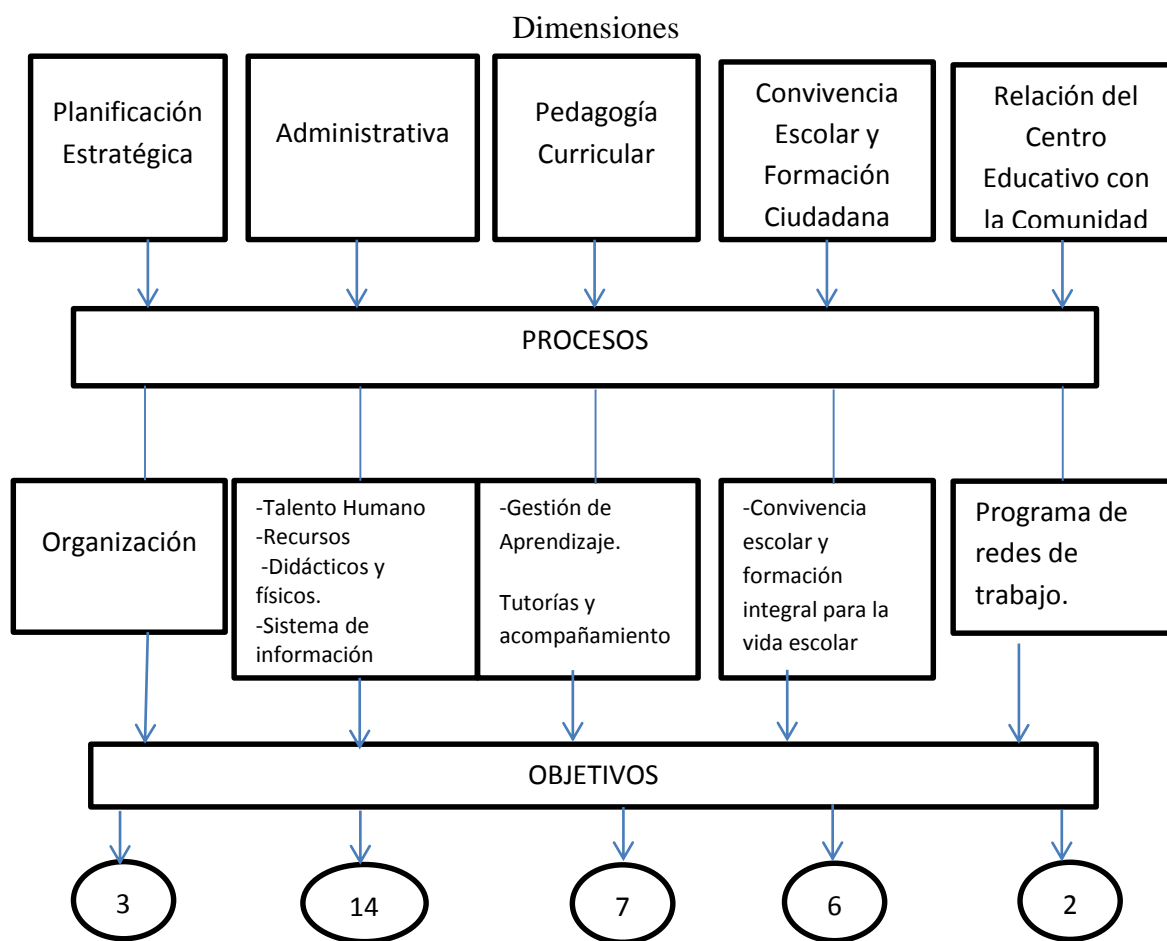 Dimensiones
Planificación
Estratégica
Administrativa
Pedagogía
Curricular
Convivencia
Escolar y
Formación
Ciudadana
Relación del
Centro
Educativo con
la Comunidad
PROCESOS
Organización
-Talento Humano
-Recursos
-Didácticos y
físicos.
-Sistema de
información
-Gestión de
Aprendizaje.
Tutorías y
acompañamiento
-Convivencia
escolar y
formación
integral para la
vida escolar
Programa de
redes de
trabajo.
OBJETIVOS
3
14
7
6
2